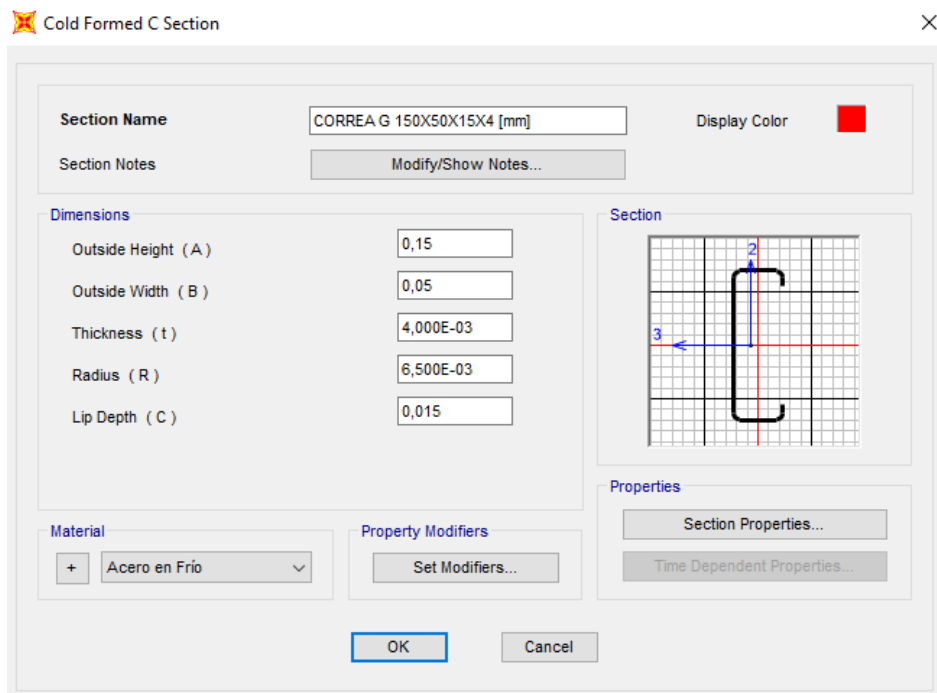 Cold Formed C Section
Section Name
CORREA G 150X50X15X4 [mm]
Display Color
Section Notes
Modify/Show Notes...
Dimensions
Outside Height ( A )
0,15
Outside Width ( B )
0,05
Thickness ( t )
4,000E-03
Radius ( R )
6,500E-03
Lip Depth ( C )
0,015
Section
2
3
Properties
Section Properties...
Time Dependent Properties...
Material
+
Acero en Frío
Property Modifiers
Set Modifiers...
OK
Cancel